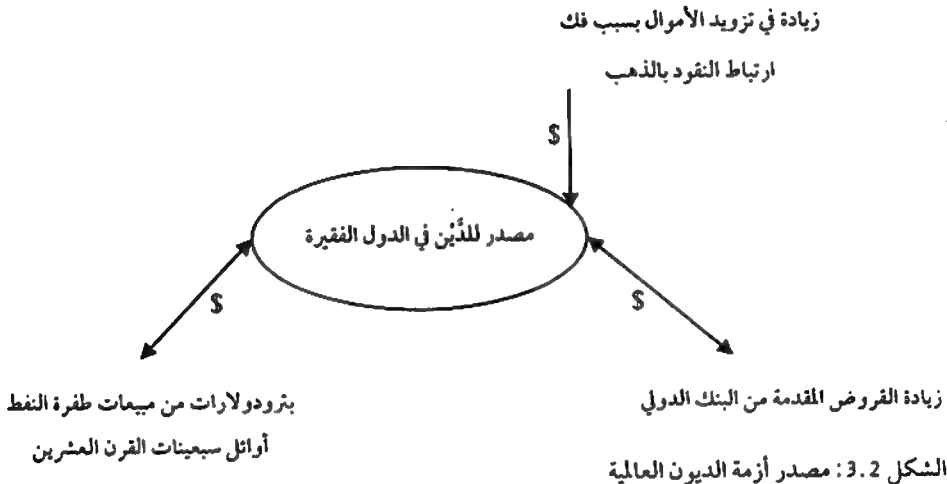 زيادة في تزويد الأموال بسبب فك
ارتباط النقود بالذهب
$
مصدر للدَّيْن في الدول الفقيرة
$
$
زيادة القروض المقدمة من البنك الدولي
بترودولارات من مبيعات طفرة النفط
أوائل سبعينات القرن العشرين
الشكل 3.2: مصدر أزمة الديون العالمية